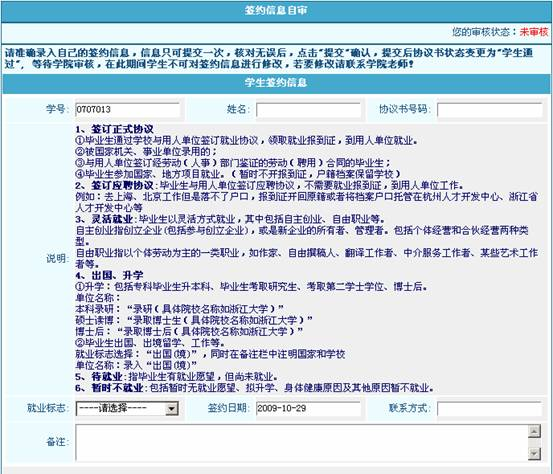 签约信息自审
您的审核状态：未审核
请准确录入自己的签约信息，信息只可提交一次，核对无误后，点击"提交"确认，提交后协议书状态变更为"学生通
过"，等待学院审核，在此期间学生不可对签约信息进行修改，若要修改请联系学院老师！
学生签约信息
学号： 0707013 姓名： 协议书号码：
说明：
1、签订正式协议
①毕业生通过学校与用人单位签订就业协议，领取就业报到证，到用人单位就业。
②被国家机关、事业单位录用的；
③与用人单位签订经劳动（人事）部门鉴证的劳动（聘用）合同的毕业生；
④毕业生参加国家、地方项目就业。（暂时不开报到证，户籍档案保留学校）
2、签订应聘协议：毕业生与用人单位签订应聘协议，不需要就业报到证，到用人单位工作。
例如：去上海、北京工作但是落不了户口，报到证开回原籍或者将档案户口托管在杭州人才开发中心、浙江省
人才开发中心等
3、灵活就业：毕业生以灵活方式就业，其中包括自主创业、自由职业等。
自主创业指创立企业(包括参与创立企业)，或是新企业的所有者、管理者。包括个体经营和合伙经营两种类
型。
自由职业指以个体劳动为主的一类职业，如作家、自由撰稿人、翻译工作者、中介服务工作者、某些艺术工作
者等。
4、出国、升学
①升学：包括专科毕业生升本科、毕业生考取研究生、考取第二学士学位、博士后。
单位名称：
本科录研：“录研（具体院校名称如浙江大学）”
硕士读博：“录取博士生（具体院校名称如浙江大学）”
博士后：“录取博士后（具体院校名称如浙江大学）”
②毕业生出国、出境留学、工作等。
就业标志选择：“出国(境)”，同时在备注栏中注明国家和学校
单位名称：录入“出国(境)”
5、待就业：指毕业生有就业愿望，但尚未就业。
6、暂时不就业：包括暂时无就业愿望、拟升学、身体健康原因及其他原因暂不就业。
就业标志： ----请选择---- 签约日期： 2009-10-29 联系方式：
备注：